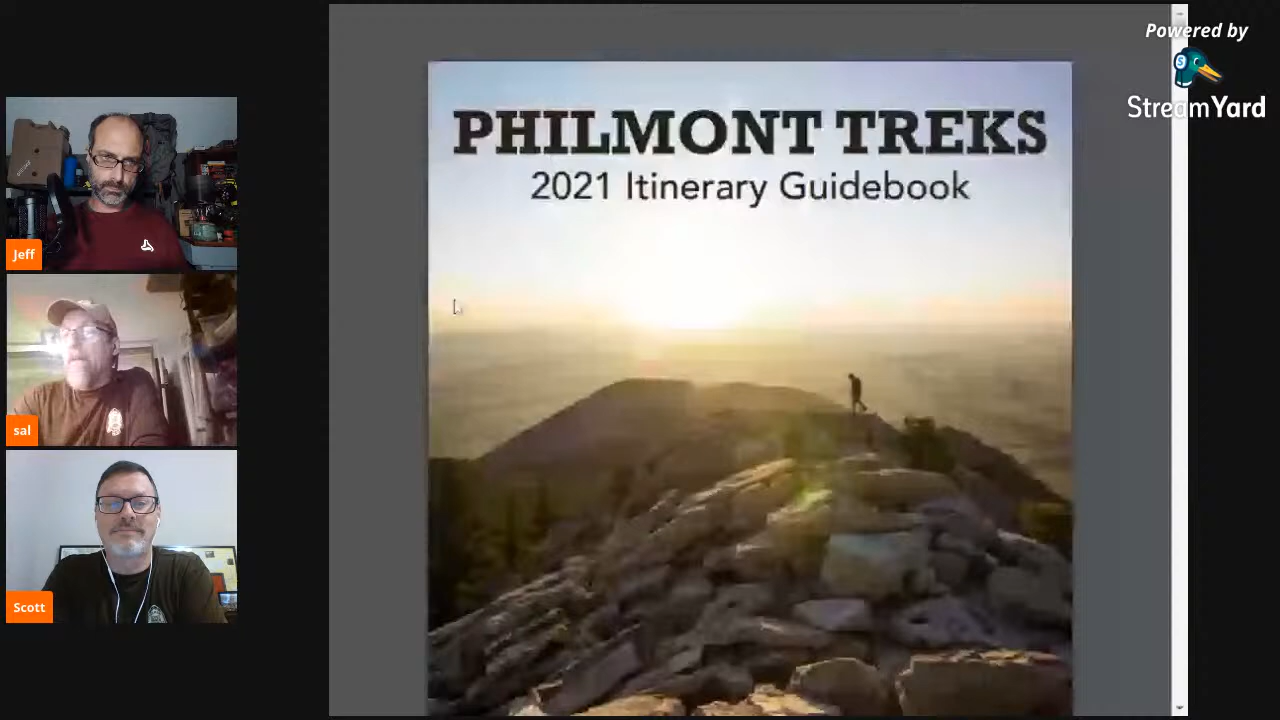 PHILMONT TREKS
2021 Itinerary Guidebook
Powered by
StreamYard
Jeff
sal
Scott